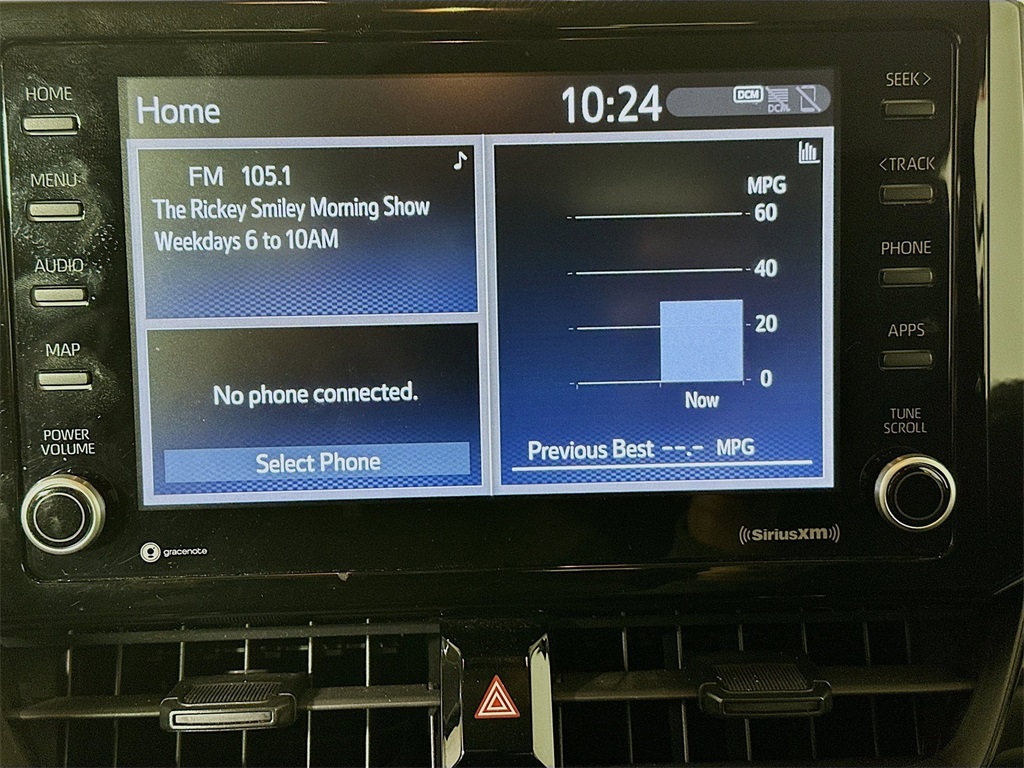 HOME
MENU
AUDIO
MAP
POWER
VOLUME
Home
10:24
DCM
DCM
FM 105.1
The Rickey Smiley Morning Show
Weekdays 6 to 10AM
No phone connected.
Select Phone
MPG
60
40
20
0
Now
Previous Best --.- MPG
SEEK >
< TRACK
PHONE
APPS
TUNE
SCROLL
gracenote
((SiriusXM))